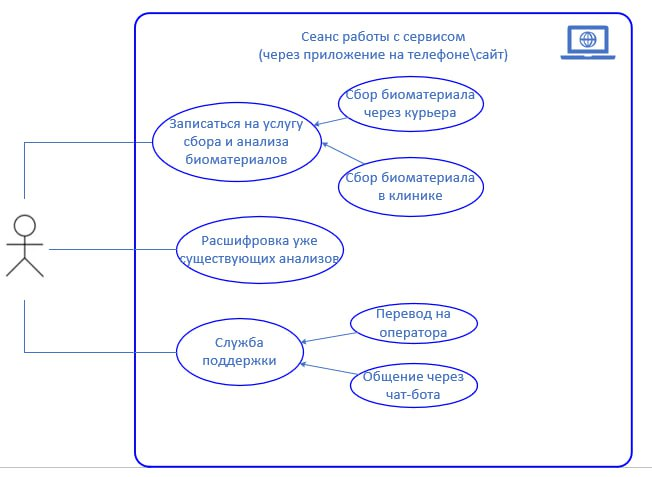 Сеанс работы с сервисом
(через приложение на телефоне\сайт)
Сбор биоматериала
через курьера
Записаться на услугу
сбора и анализа
биоматериалов
Сбор биоматериала
в клинике
Расшифровка уже
существующих анализов
Перевод на
оператора
Служба
поддержки
Общение через
чат-бота